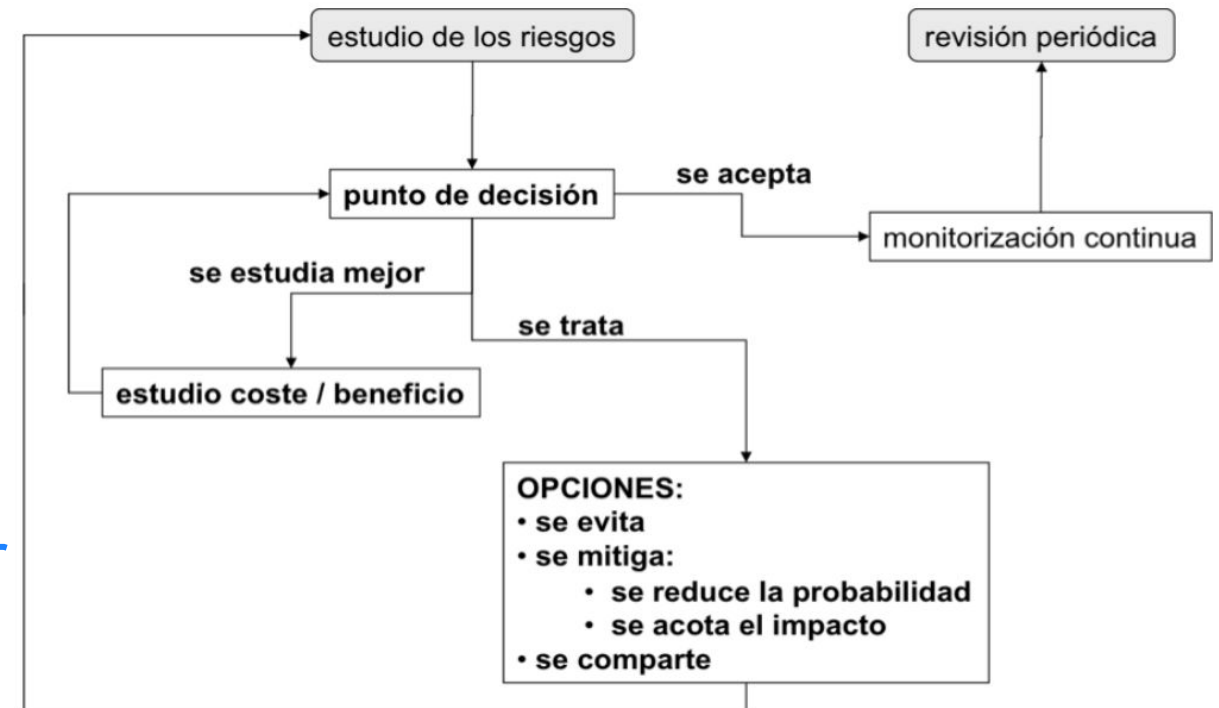 estudio de los riesgos
revisión periódica
punto de decisión
se acepta
monitorización continua
se estudia mejor
se trata
estudio coste / beneficio
OPCIONES:
• se evita
• se mitiga:
• se reduce la probabilidad
• se acota el impacto
• se comparte